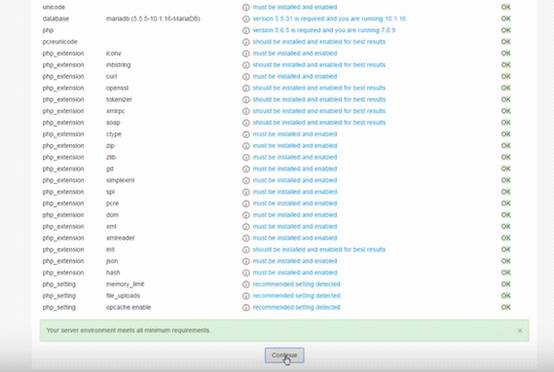 unicode must be installed and enabled OK
database mariadb (5.5.5-10.1.16-MariaDB) version 5.5.31 is required and you are running 10.1.16 OK
php version 5.6.5 is required and you are running 7.0.9 OK
pcreunicode should be installed and enabled for best results OK
php_extension iconv must be installed and enabled OK
php_extension mbstring should be installed and enabled for best results OK
php_extension curl must be installed and enabled OK
php_extension openssl should be installed and enabled for best results OK
php_extension tokenizer should be installed and enabled for best results OK
php_extension xmlrpc should be installed and enabled for best results OK
php_extension soap should be installed and enabled for best results OK
php_extension ctype must be installed and enabled OK
php_extension zip must be installed and enabled OK
php_extension zlib must be installed and enabled OK
php_extension gd must be installed and enabled OK
php_extension simplexml must be installed and enabled OK
php_extension spl must be installed and enabled OK
php_extension pcre must be installed and enabled OK
php_extension dom must be installed and enabled OK
php_extension xml must be installed and enabled OK
php_extension xmlreader must be installed and enabled OK
php_extension intl should be installed and enabled for best results OK
php_extension json must be installed and enabled OK
php_extension hash must be installed and enabled OK
php_setting memory_limit recommended setting detected OK
php_setting file_uploads recommended setting detected OK
php_setting opcache.enable recommended setting detected OK
Your server environment meets all minimum requirements. ×
Continue